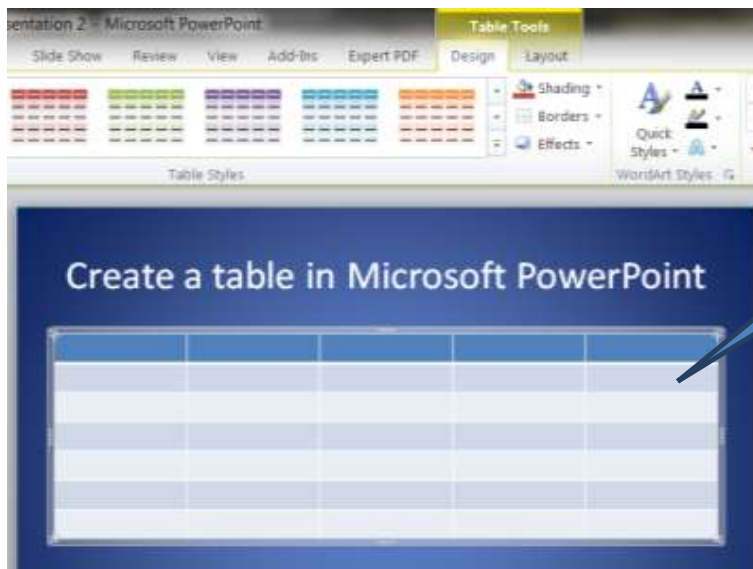 sentation 2 - Microsoft PowerPoint
Table Tools
Slide Show Review View Add-Ins Expert PDF Design Layout
Shading
Borders
Effects
Quick
Styles
Table Styles
WordArt Styles
Create a table in Microsoft PowerPoint